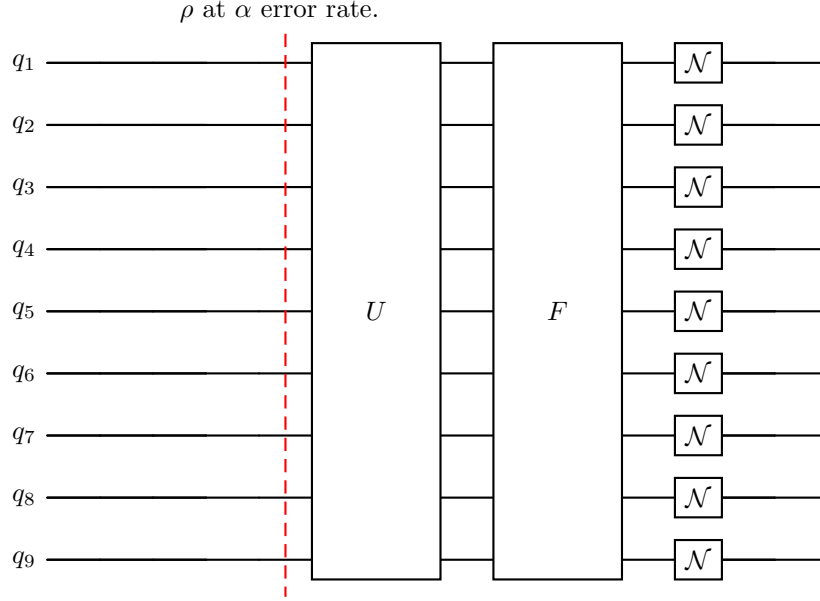 ρ at α error rate.
q₁ 𝒩
q₂ 𝒩
q₃ 𝒩
q₄ 𝒩
q₅ U F 𝒩
q₆ 𝒩
q₇ 𝒩
q₈ 𝒩
q₉ 𝒩